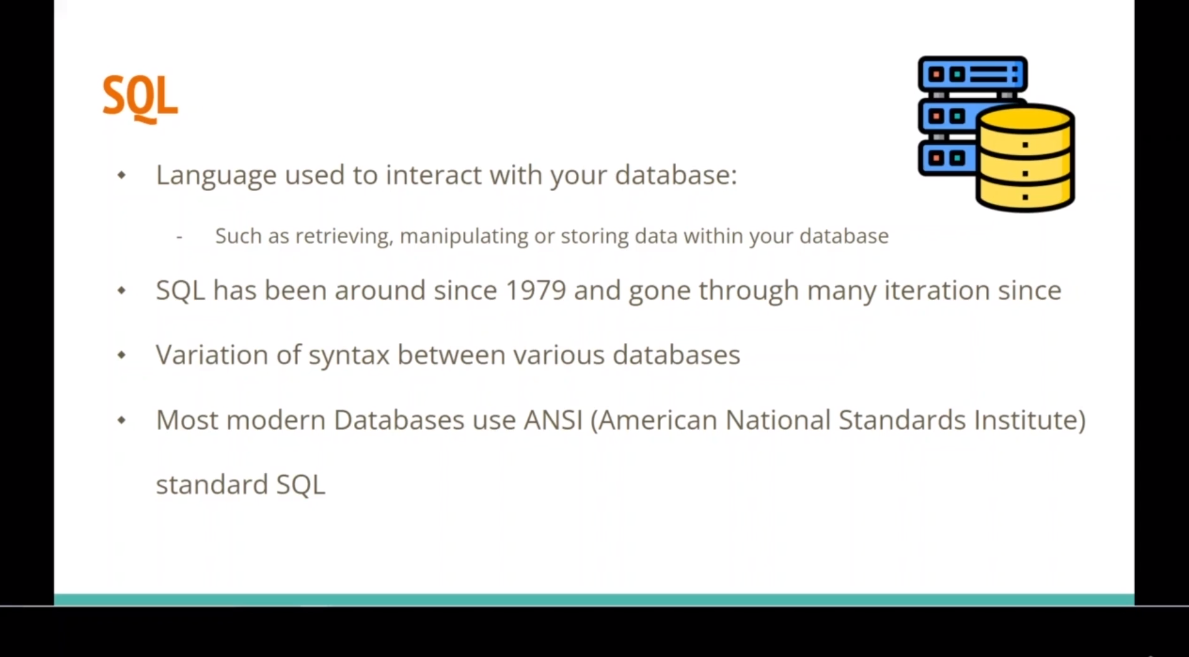 SQL
Language used to interact with your database:
- Such as retrieving, manipulating or storing data within your database
SQL has been around since 1979 and gone through many iteration since
Variation of syntax between various databases
Most modern Databases use ANSI (American National Standards Institute)
standard SQL